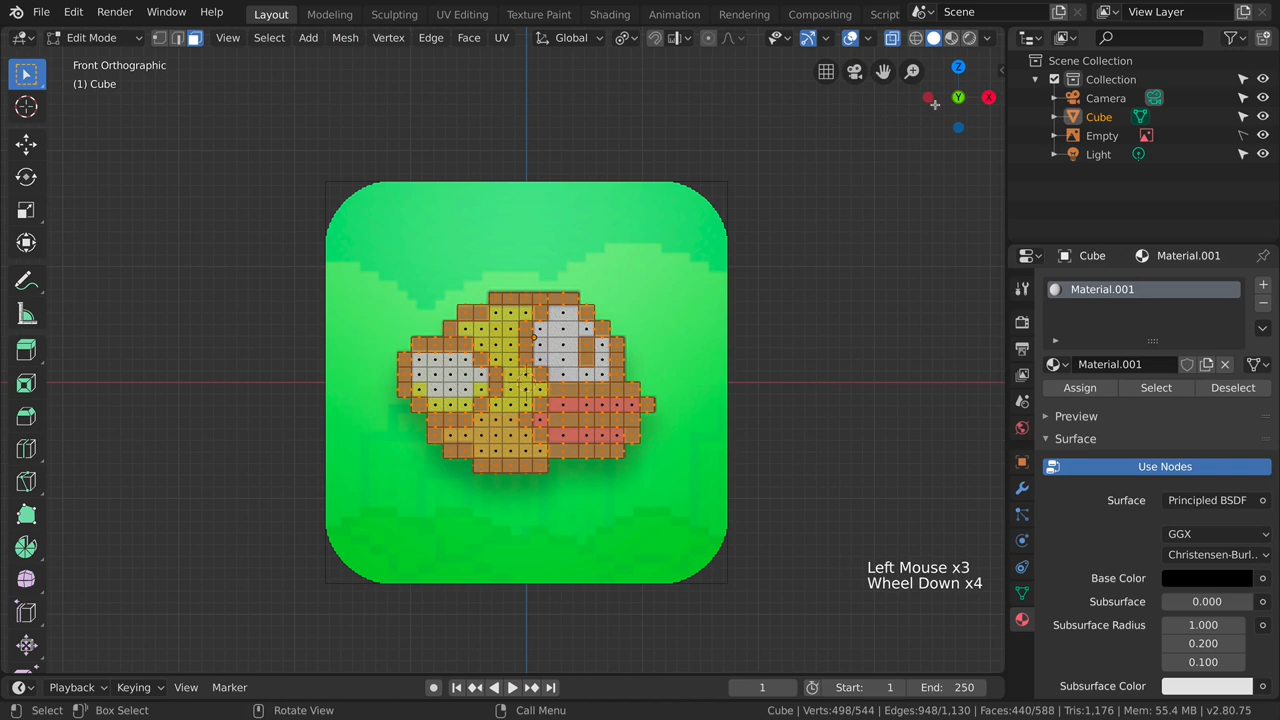 File Edit Render Window Help Layout Modeling Sculpting UV Editing Texture Paint Shading Animation Rendering Compositing Script Scene View Layer
Edit Mode View Select Add Mesh Vertex Edge Face UV Global
Front Orthographic
(1) Cube
Z
Y
X
Scene Collection
Collection
Camera
Cube
Empty
Light
Cube Material.001
Material.001
Material.001
Assign Select Deselect
Preview
Surface
Use Nodes
Surface Principled BSDF
GGX
Christensen-Burl..
Base Color
Subsurface 0.000
Subsurface Radius 1.000
0.200
0.100
Subsurface Color
Left Mouse x3
Wheel Down x4
Playback Keying View Marker 1 Start: 1 End: 250
Select Box Select Rotate View Call Menu Cube | Verts:498/544 | Edges:948/1,130 | Faces:440/588 | Tris:1,176 | Mem: 55.4 MB | v2.80.75